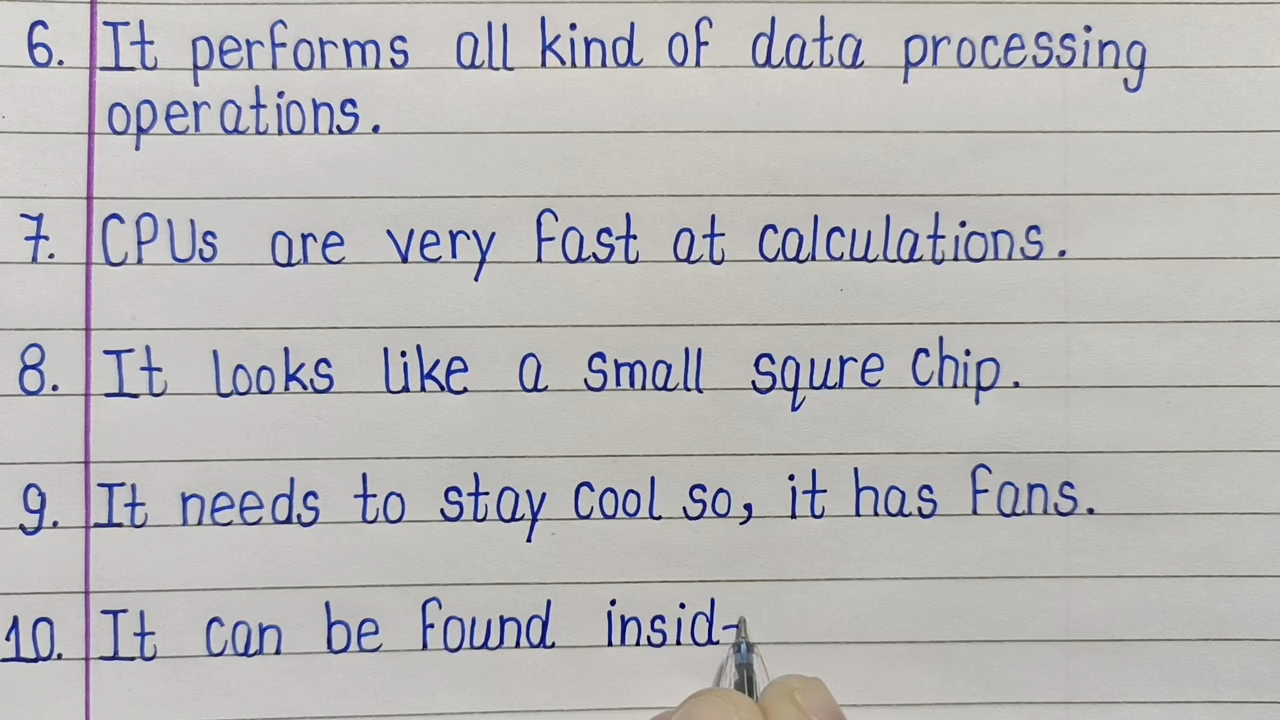 6. It performs all kind of data processing
operations.
7. CPUs are very fast at calculations.
8. It looks like a small squre chip.
9. It needs to stay cool so, it has fans.
10. It can be found insid